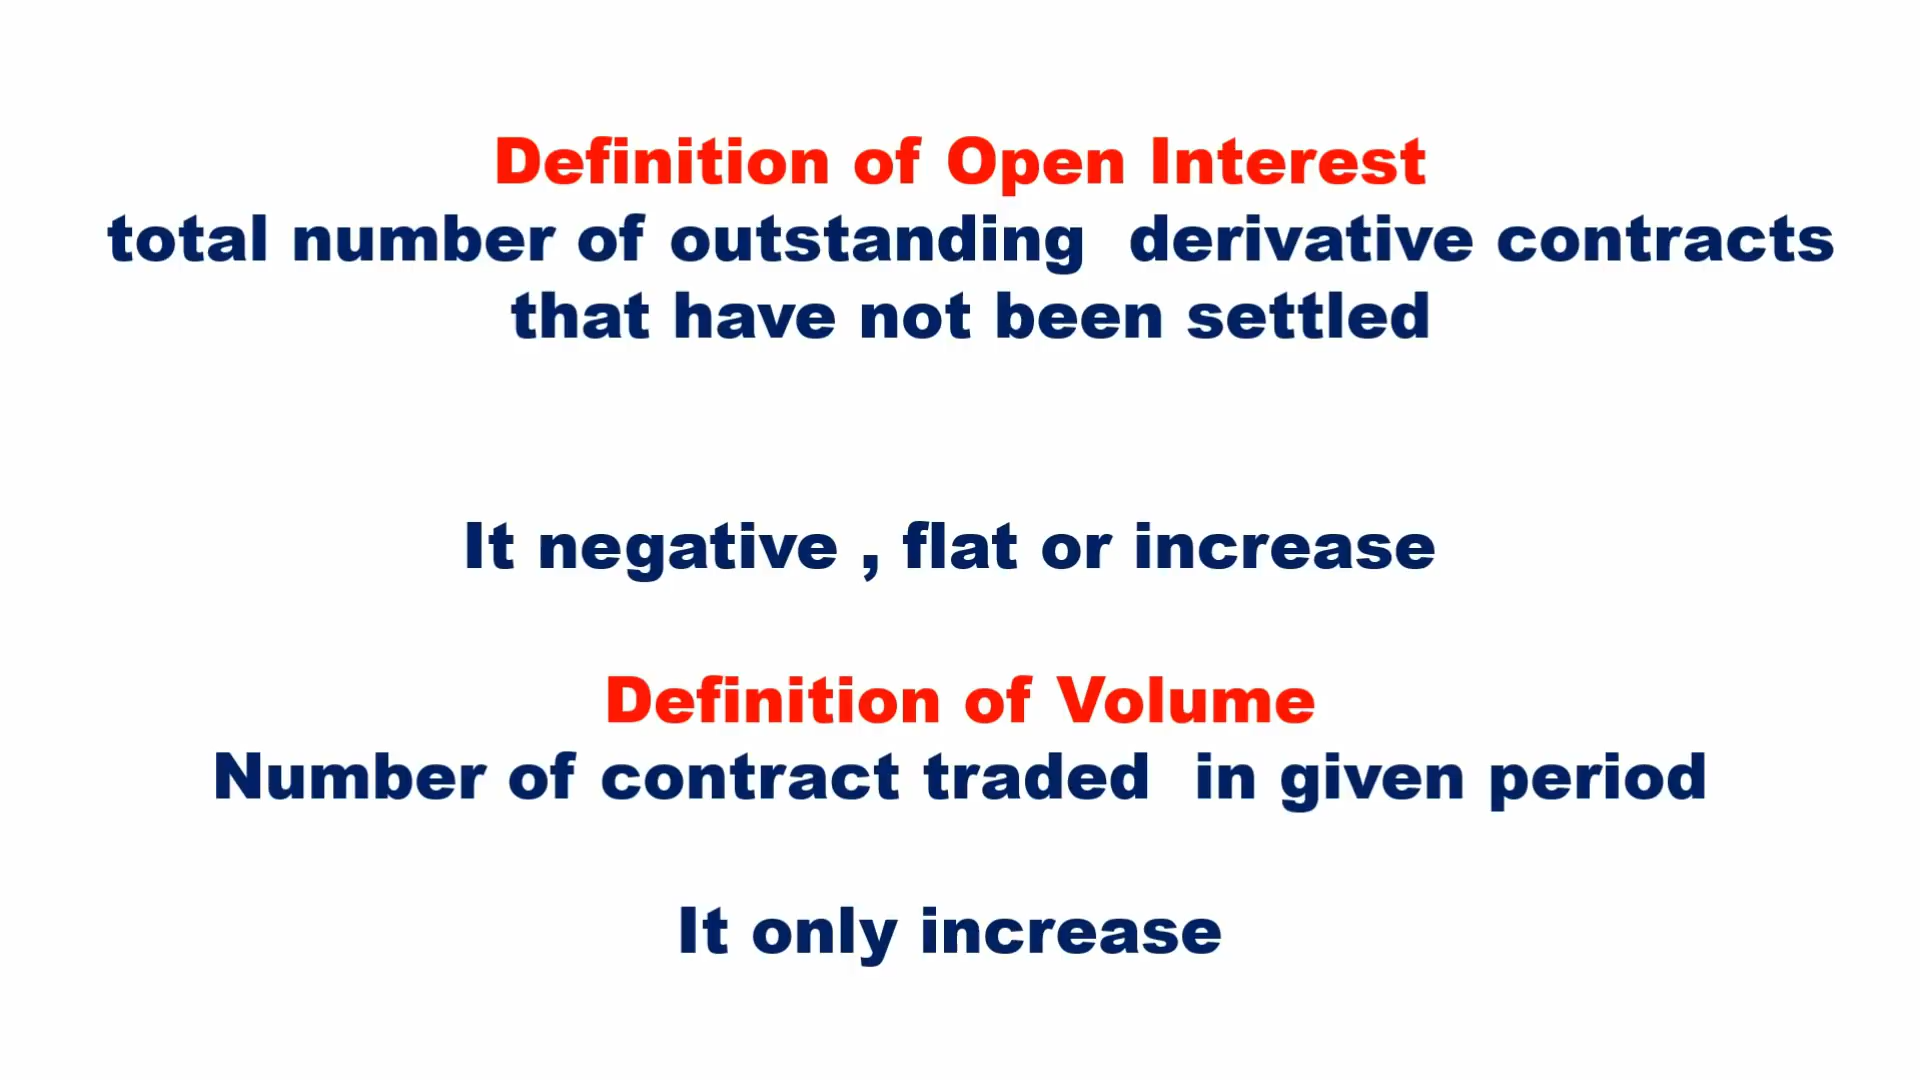 Definition of Open Interest
total number of outstanding derivative contracts
that have not been settled
It negative , flat or increase
Definition of Volume
Number of contract traded in given period
It only increase